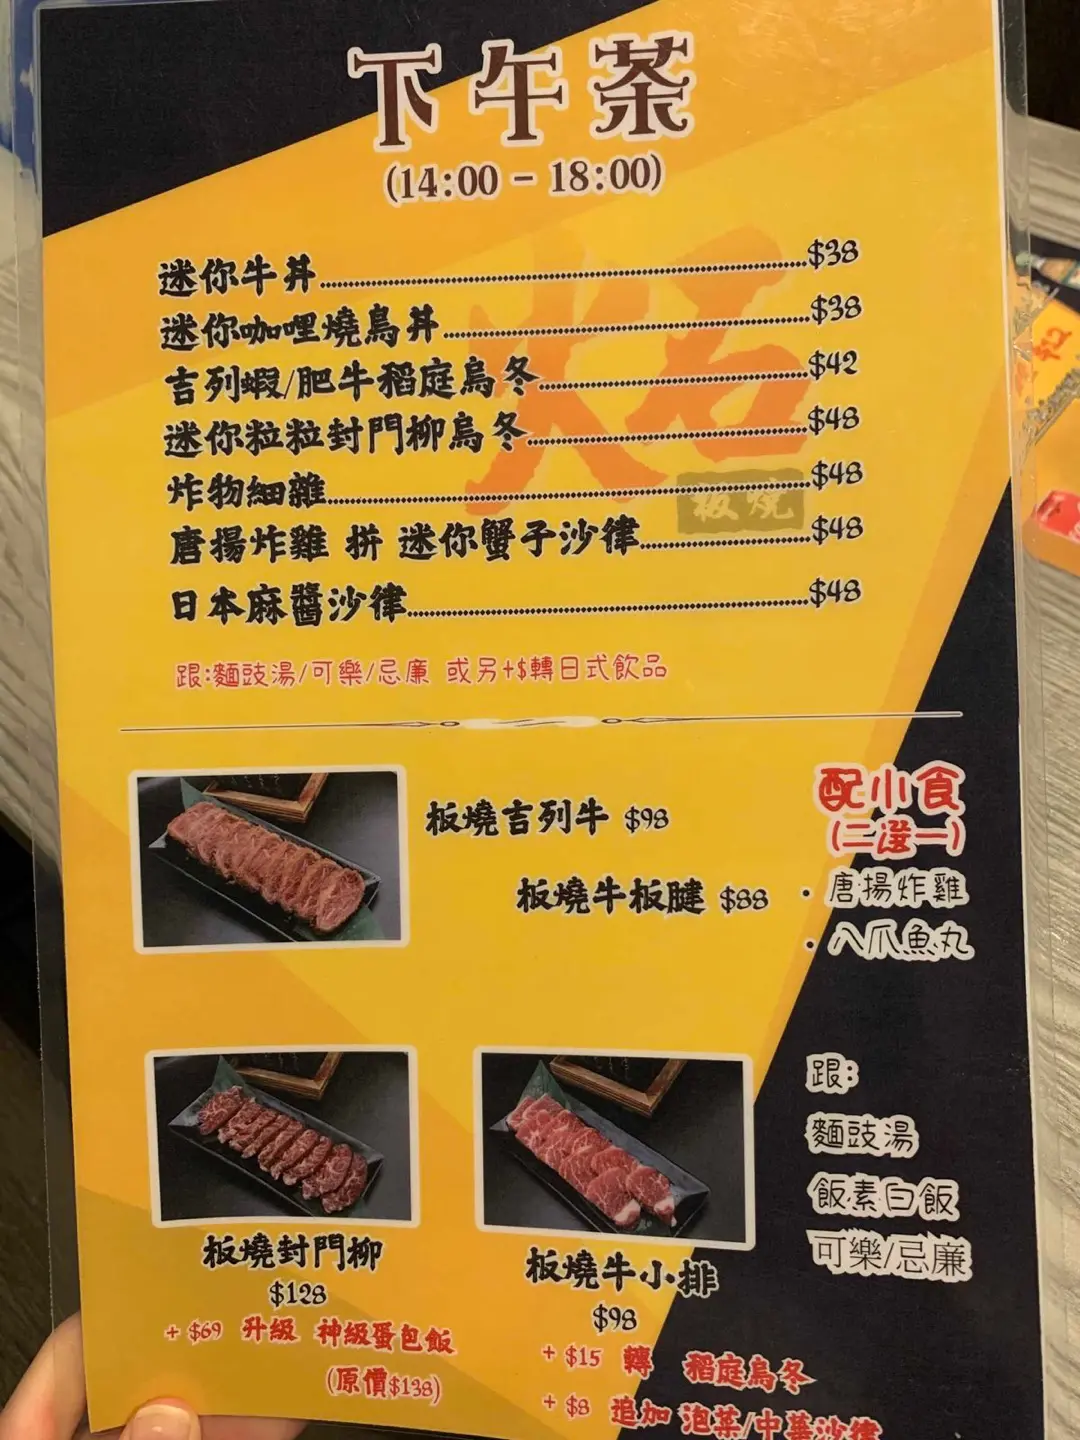 下午茶
(14:00 - 18:00)
迷你牛丼 $38
迷你咖哩燒鳥丼 $38
吉列蝦/肥牛稻庭烏冬 $42
迷你粒粒封門柳烏冬 $48
炸物細雜 $48
唐揚炸雞 拼 迷你蟹子沙律 $48
日本麻醬沙律 $48
板燒
跟:麵豉湯/可樂/忌廉 或另+$轉日式飲品
板燒吉列牛 $98
板燒牛板腱 $88
配小食
(二選一)
· 唐揚炸雞
· 八爪魚丸
板燒封門柳
$128
+ $69 升級 神級蛋包飯
(原價$138)
板燒牛小排
$98
+ $15 轉 稻庭烏冬
+ $8 追加 泡菜/中華沙律
跟:
麵豉湯
飯素白飯
可樂/忌廉